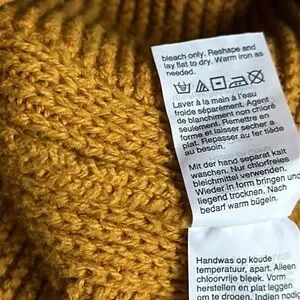 bleach only. Reshape and
lay flat to dry. Warm iron as
needed.
Laver à la main à l'eau
froide séparément. Agent
de blanchiment non chloré
seulement. Remettre en
forme et laisser sécher à
plat. Repasser au fer tiède
au besoin.
Mit der hand separat kalt
waschen. Nur chlorfreies
bleichmittel verwenden.
Wieder in form bringen und
liegend trocknen. Nach
bedarf warm bügeln.
Handwas op koude
temperatuur, apart. Alleen
chloorvrije bleek. Vorm
herstellen en plat leggen
om te drogen. Indien nodig